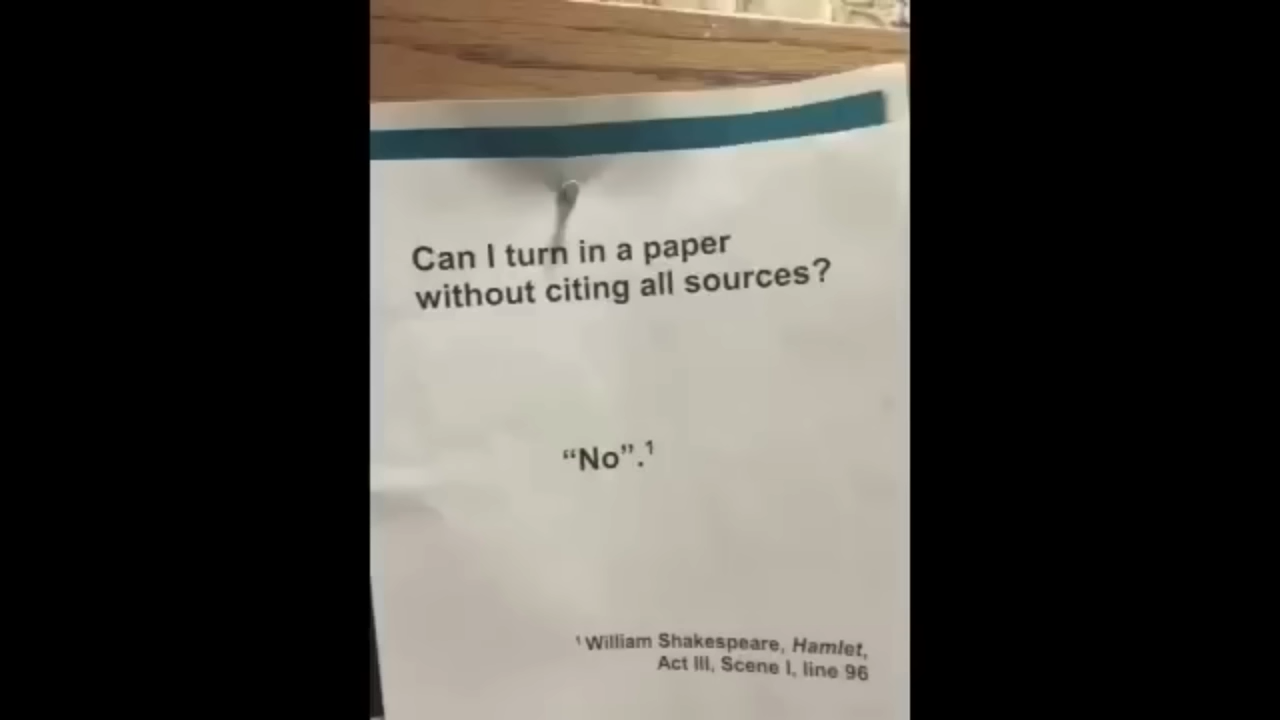 Can I turn in a paper
without citing all sources?
“No”.¹
¹ William Shakespeare, Hamlet,
Act III, Scene I, line 96